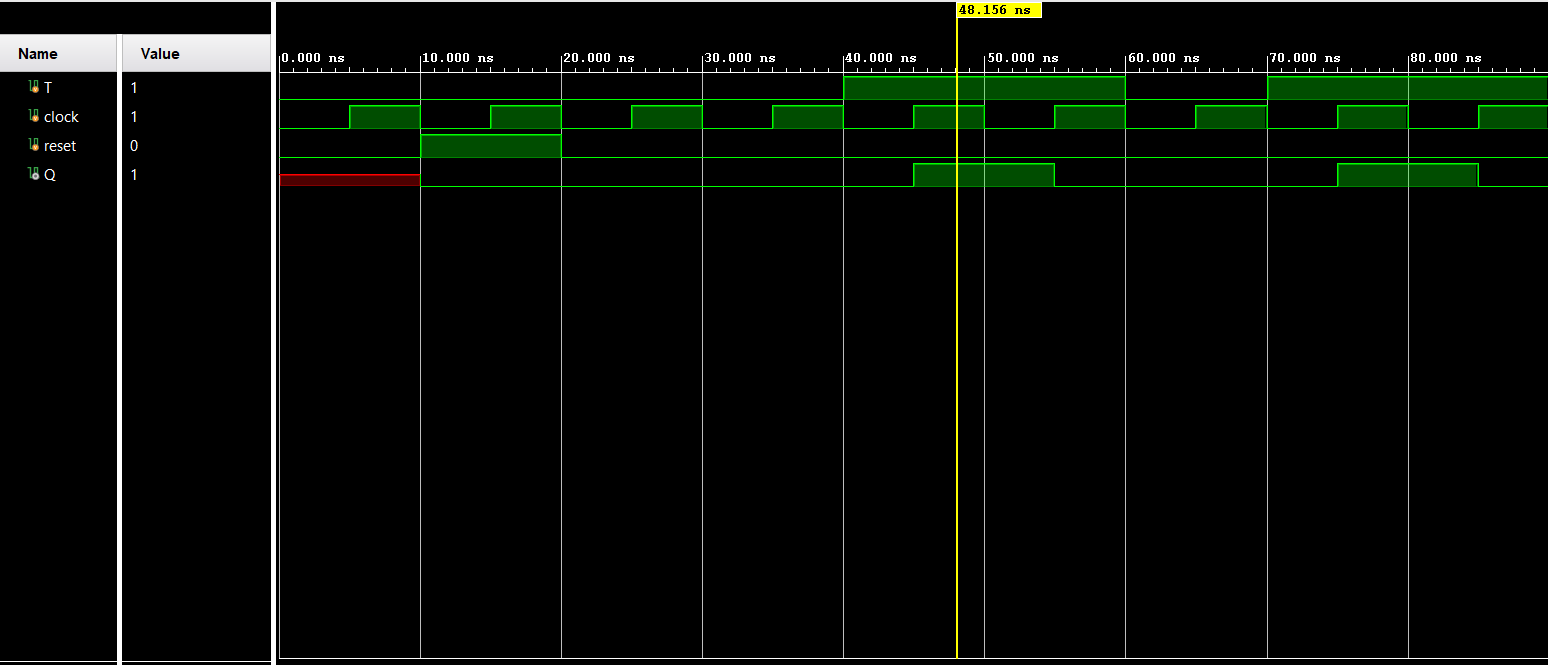 48.156 ns
Name Value
0.000 ns 10.000 ns 20.000 ns 30.000 ns 40.000 ns 50.000 ns 60.000 ns 70.000 ns 80.000 ns
T 1
clock 1
reset 0
Q 1